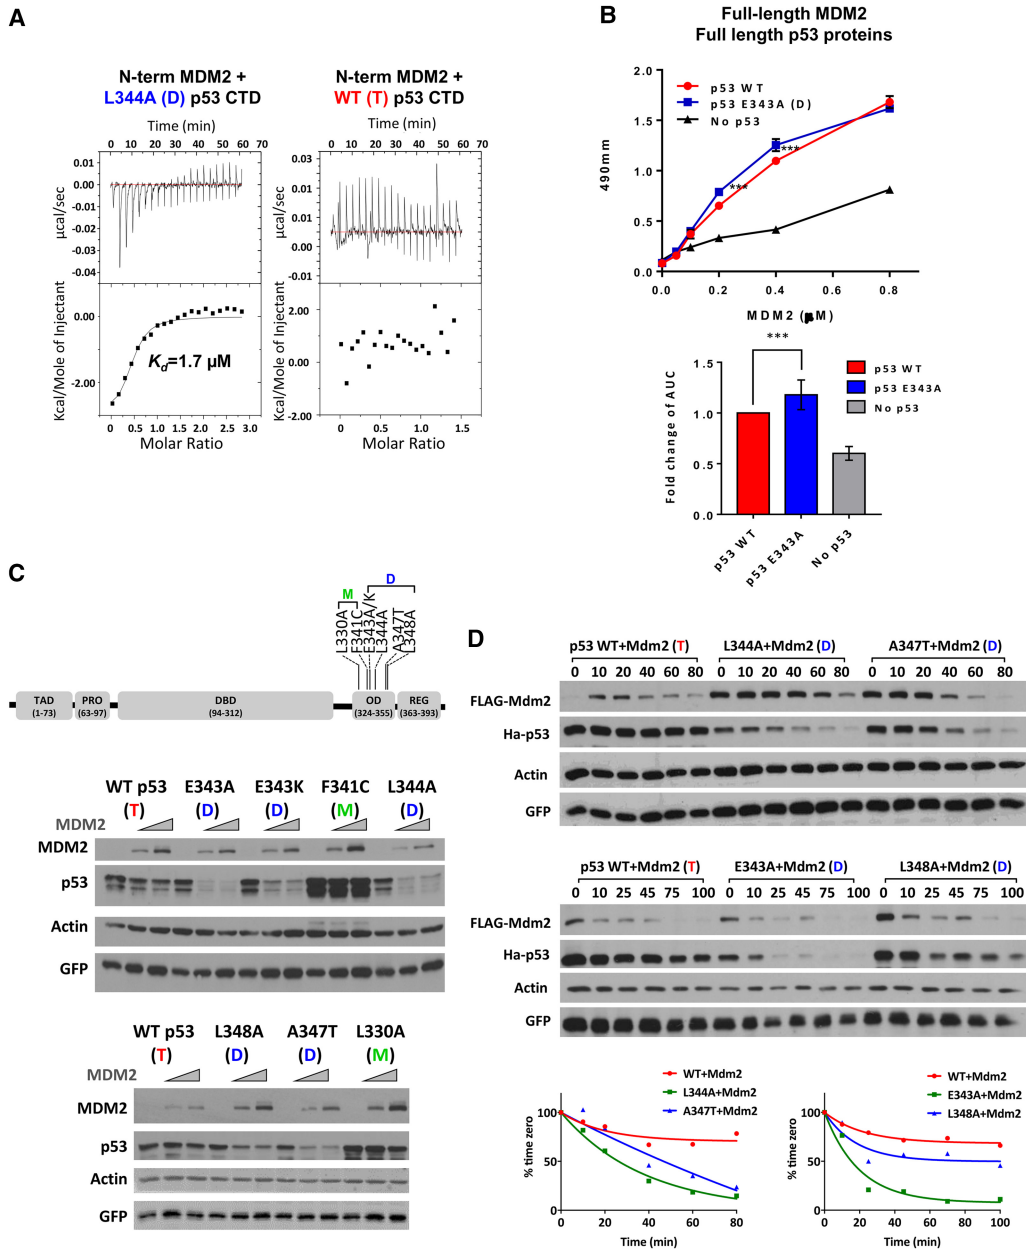 A
N-term MDM2 +
L344A (D) p53 CTD
Time (min)
0 10 20 30 40 50 60 70
0.01
0.00
-0.01
-0.03
-0.04
µcal/sec
0.00
-2.00
Kcal/Mole of Injectant
Kd=1.7 µM
0 0.5 1.0 1.5 2.0 2.5 3.0
Molar Ratio
N-term MDM2 +
WT (T) p53 CTD
Time (min)
0 10 20 30 40 50 60 70
0.03
0.01
0.00
0.01
µcal/sec
2.00
0.00
-2.00
Kcal/Mole of Injectant
0 0.5 1.0 1.5
Molar Ratio
B
Full-length MDM2
Full length p53 proteins
2.0
1.5
1.0
0.5
0.0
490mm
p53 WT
p53 E343A (D)
No p53
***
***
0.0 0.2 0.4 0.6 0.8
MDM2 (µM)
***
1.5
1.0
0.5
0.0
Fold change of AUC
p53 WT
p53 E343A
No p53
p53 WT
p53 E343A
No p53
C
M
D
L330A
F341C
E343A/K
L344A
A347T
L348A
TAD
(1-73)
PRO
(63-97)
DBD
(94-312)
OD
(324-355)
REG
(363-393)
WT p53 E343A E343K F341C L344A
(T) (D) (D) (M) (D)
MDM2
MDM2
p53
Actin
GFP
WT p53 L348A A347T L330A
(T) (D) (D) (M)
MDM2
MDM2
p53
Actin
GFP
D
p53 WT+Mdm2 (T) L344A+Mdm2 (D) A347T+Mdm2 (D)
0 10 20 40 60 80 0 10 20 40 60 80 0 10 20 40 60 80
FLAG-Mdm2
Ha-p53
Actin
GFP
p53 WT+Mdm2 (T) E343A+Mdm2 (D) L348A+Mdm2 (D)
0 10 25 45 75 100 0 10 25 45 75 100 0 10 25 45 75 100
FLAG-Mdm2
Ha-p53
Actin
GFP
WT+Mdm2
L344A+Mdm2
A347T+Mdm2
100
50
0
% time zero
0 20 40 60 80
Time (min)
WT+Mdm2
E343A+Mdm2
L348A+Mdm2
100
50
0
% time zero
0 20 40 60 80 100
Time (min)